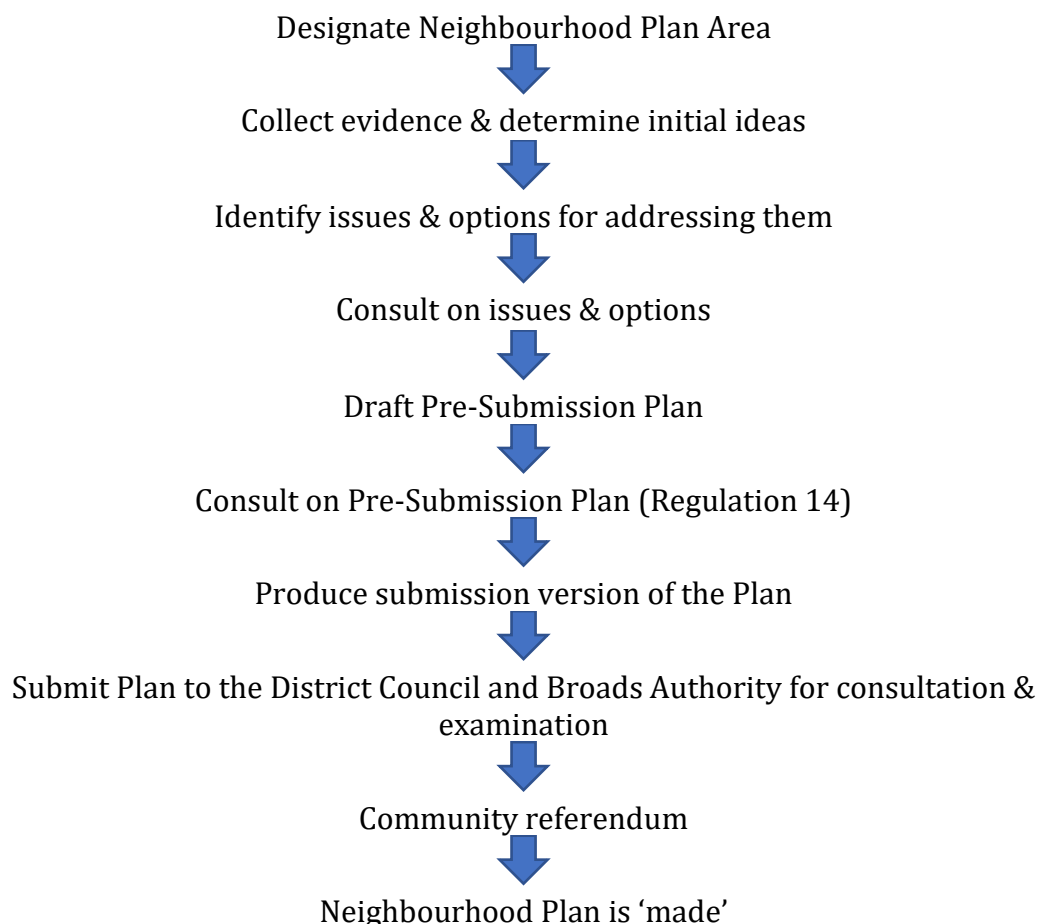 Designate Neighbourhood Plan Area
Collect evidence & determine initial ideas
Identify issues & options for addressing them
Consult on issues & options
Draft Pre-Submission Plan
Consult on Pre-Submission Plan (Regulation 14)
Produce submission version of the Plan
Submit Plan to the District Council and Broads Authority for consultation &
examination
Community referendum
Neighbourhood Plan is ‘made’